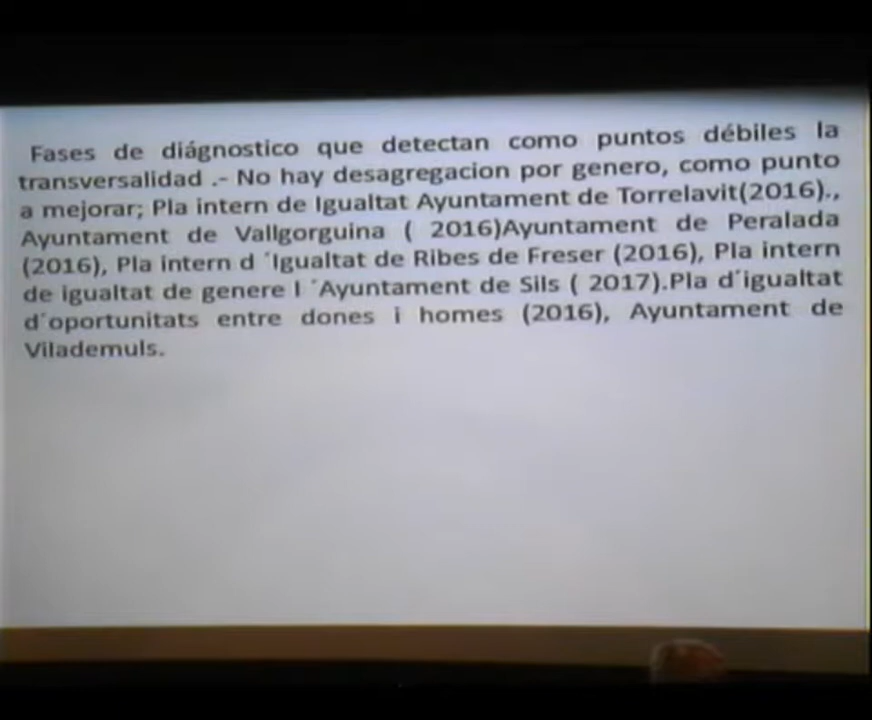 Fases de diágnostico que detectan como puntos débiles la
transversalidad .- No hay desagregacion por genero, como punto
a mejorar; Pla intern de Igualtat Ayuntament de Torrelavit(2016).,
Ayuntament de Vallgorguina ( 2016)Ayuntament de Peralada
(2016), Pla intern d ´Igualtat de Ribes de Freser (2016), Pla intern
de igualtat de genere l ´Ayuntament de Sils ( 2017).Pla d´igualtat
d´oportunitats entre dones i homes (2016), Ayuntament de
Vilademuls.